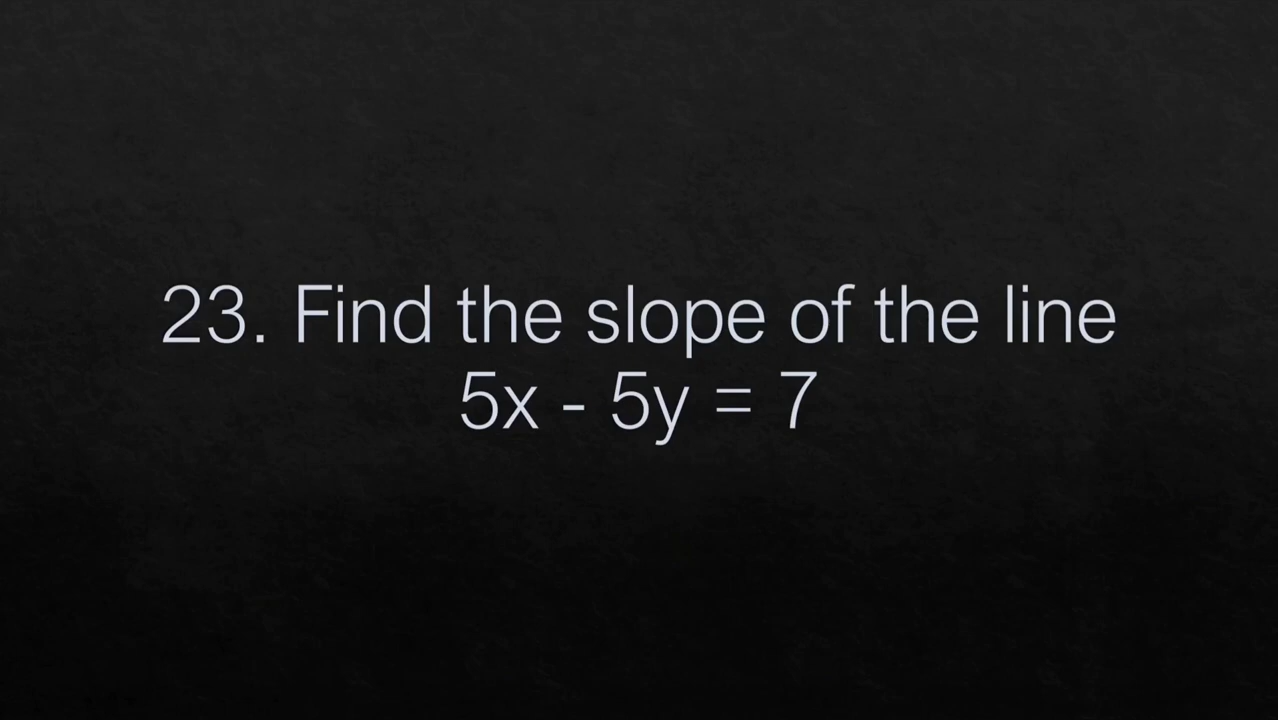 23. Find the slope of the line
5x - 5y = 7